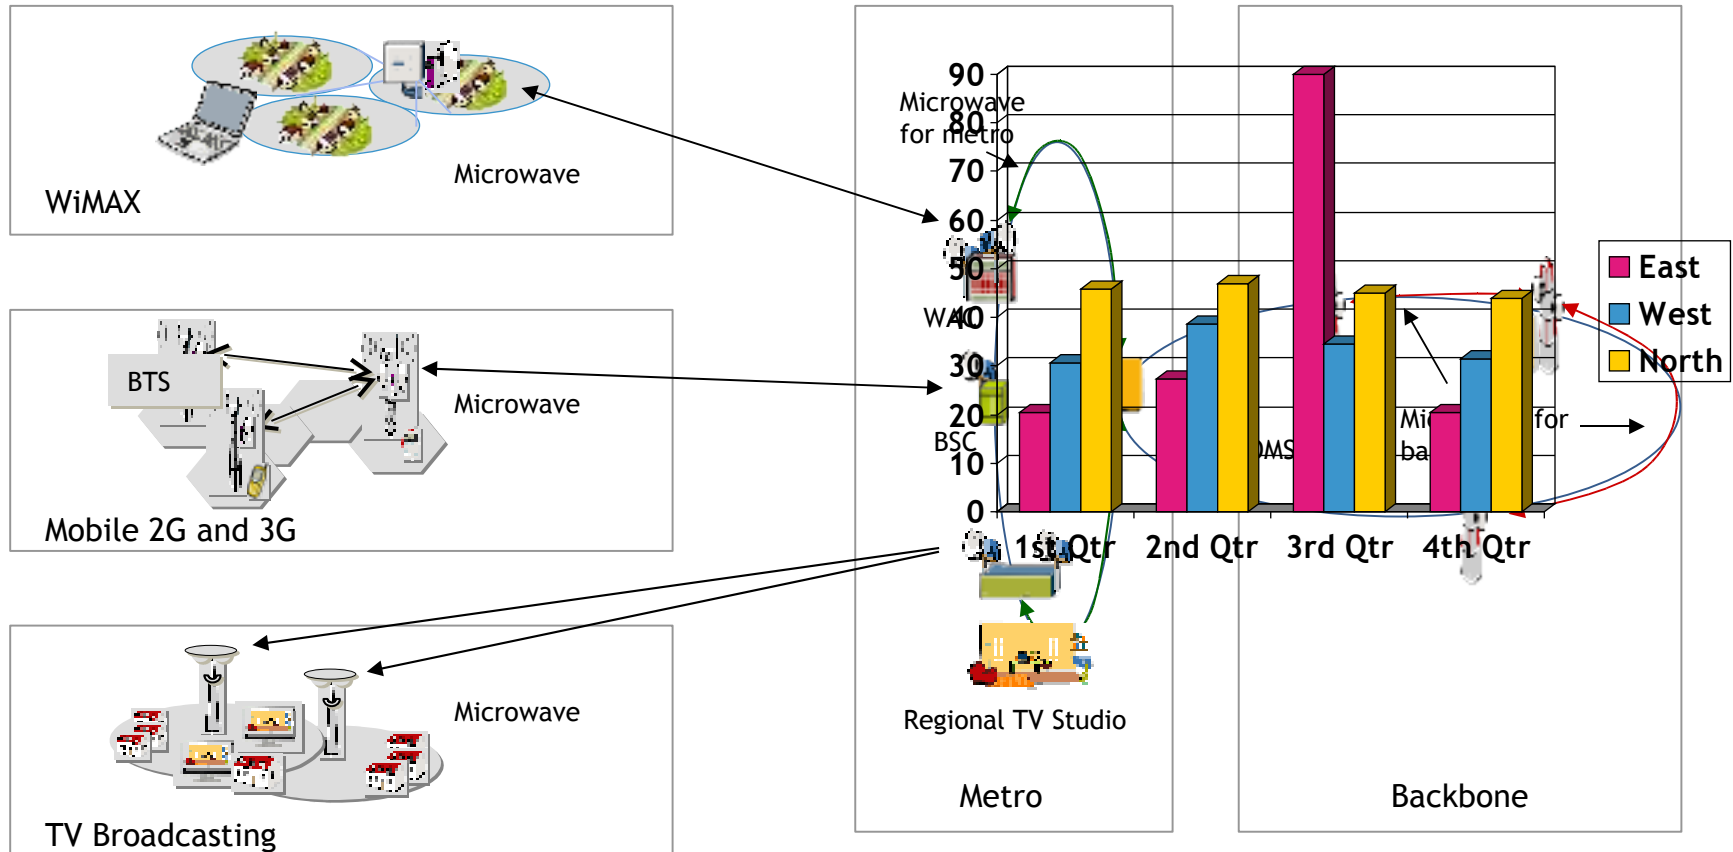 Microwave
WiMAX
BTS
Microwave
Mobile 2G and 3G
Microwave
TV Broadcasting
Microwave
for metro
WAC
BSC
Regional TV Studio
Metro
for
Backbone
90
80
70
60
50
40
30
20
10
0
1st Qtr
2nd Qtr
3rd Qtr
4th Qtr
East
West
North